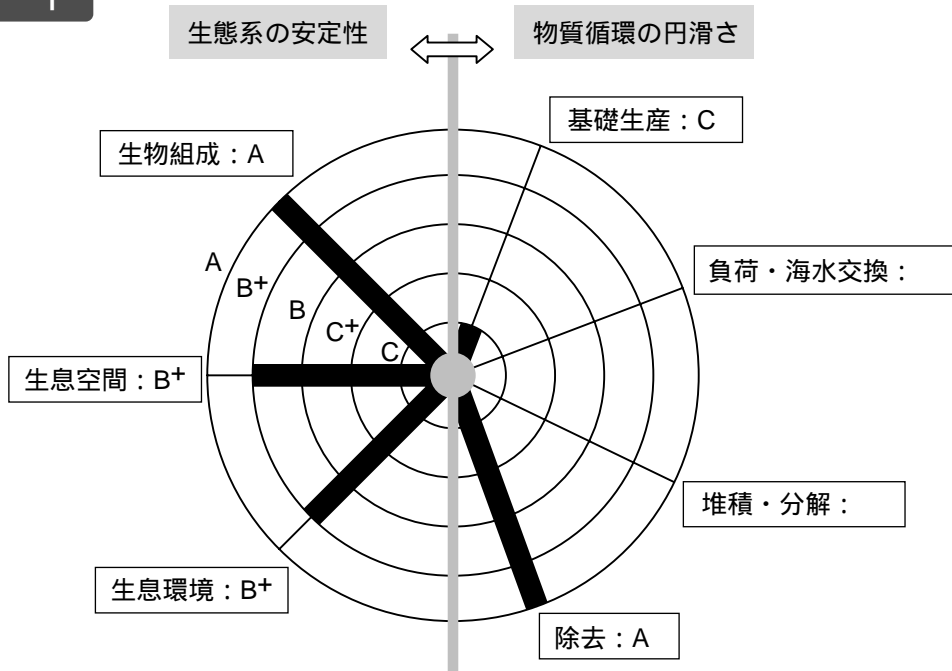 生態系の安定性
物質循環の円滑さ
基礎生産：C
生物組成：A
A
B+
B
C+
C
負荷・海水交換：
生息空間：B+
堆積・分解：
生息環境：B+
除去：A